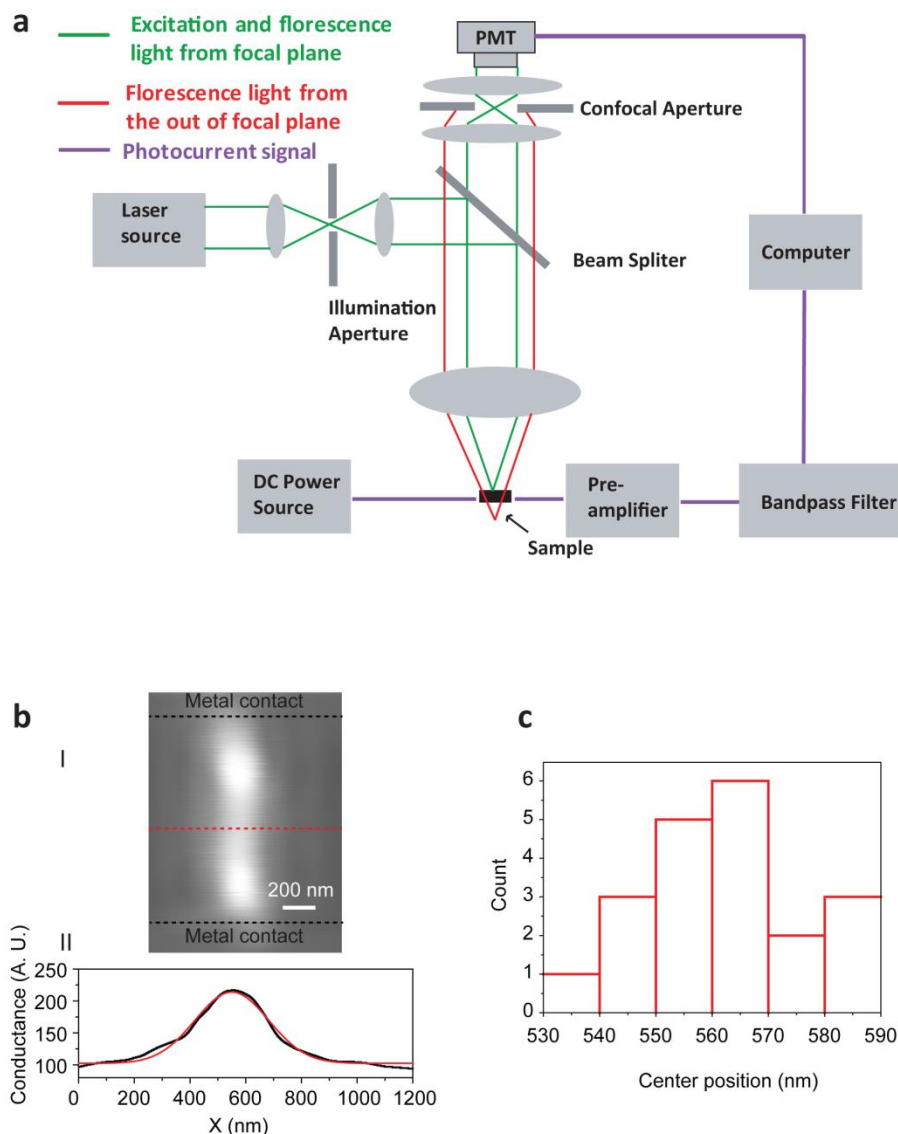 a
Excitation and florescence
light from focal plane
Florescence light from
the out of focal plane
Photocurrent signal
PMT
Confocal Aperture
Laser
source
Illumination
Aperture
Beam Spliter
Computer
DC Power
Source
Pre-
amplifier
Bandpass Filter
Sample
b
I
Metal contact
200 nm
Metal contact
II
Conductance (A. U.)
250
200
150
100
0 200 400 600 800 1000 1200
X (nm)
c
Count
6
5
4
3
2
1
0
530 540 550 560 570 580 590
Center position (nm)